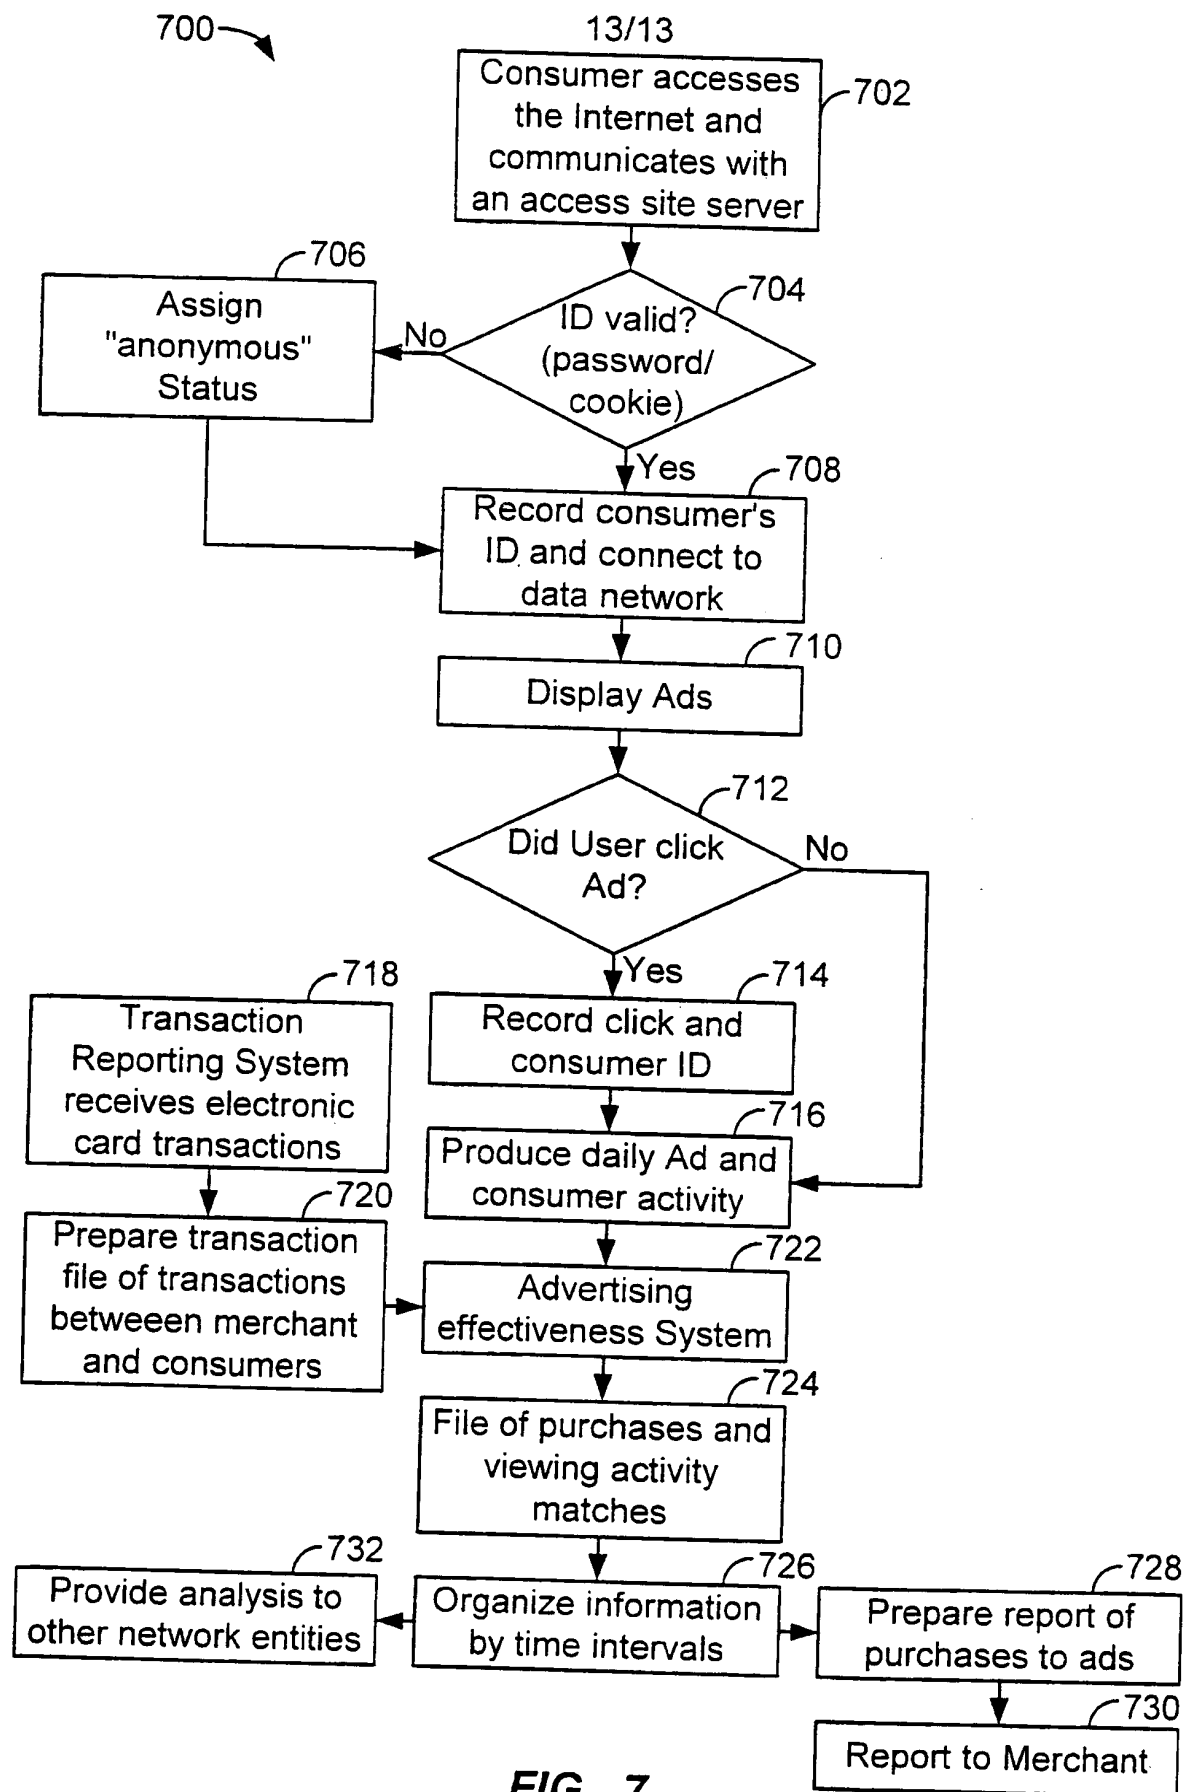 13/13
700
Consumer accesses
the Internet and
communicates with
an access site server
702
706
Assign
"anonymous"
Status
No
704
ID valid?
(password/
cookie)
Yes
708
Record consumer's
ID and connect to
data network
710
Display Ads
712
Did User click
Ad?
No
Yes
714
Record click and
consumer ID
718
Transaction
Reporting System
receives electronic
card transactions
716
Produce daily Ad and
consumer activity
720
Prepare transaction
file of transactions
betweeen merchant
and consumers
722
Advertising
effectiveness System
724
File of purchases and
viewing activity
matches
732
Provide analysis to
other network entities
726
Organize information
by time intervals
728
Prepare report of
purchases to ads
730
Report to Merchant
FIG. 7